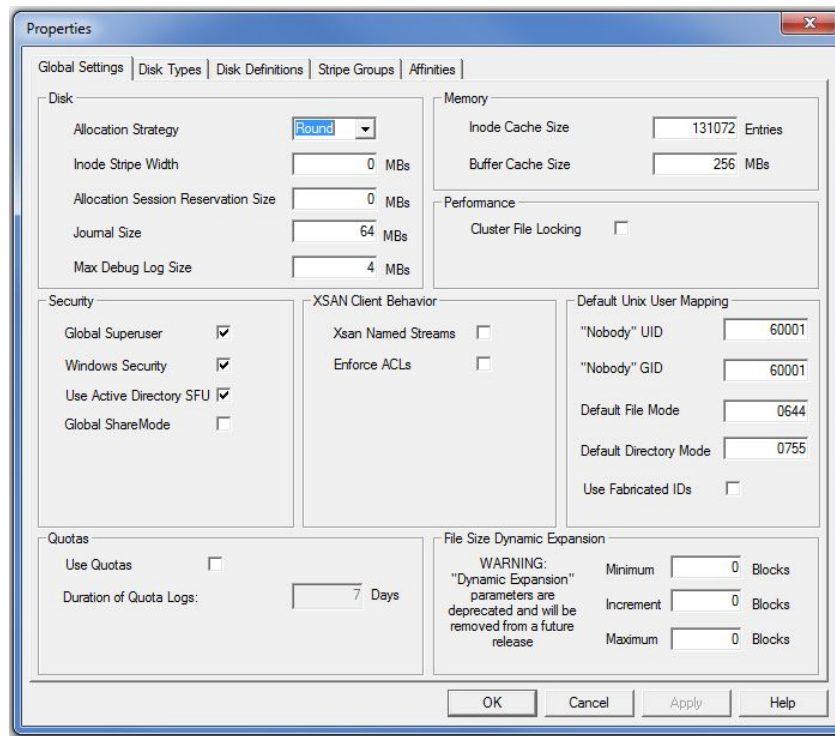 Properties
Global Settings Disk Types Disk Definitions Stripe Groups Affinities
Disk
Allocation Strategy Round
Inode Stripe Width 0 MBs
Allocation Session Reservation Size 0 MBs
Journal Size 64 MBs
Max Debug Log Size 4 MBs
Memory
Inode Cache Size 131072 Entries
Buffer Cache Size 256 MBs
Performance
Cluster File Locking
Security
Global Superuser
Windows Security
Use Active Directory SFU
Global ShareMode
XSAN Client Behavior
Xsan Named Streams
Enforce ACLs
Default Unix User Mapping
"Nobody" UID 60001
"Nobody" GID 60001
Default File Mode 0644
Default Directory Mode 0755
Use Fabricated IDs
Quotas
Use Quotas
Duration of Quota Logs: 7 Days
File Size Dynamic Expansion
WARNING:
"Dynamic Expansion"
parameters are
deprecated and will be
removed from a future
release
Minimum 0 Blocks
Increment 0 Blocks
Maximum 0 Blocks
OK Cancel Apply Help